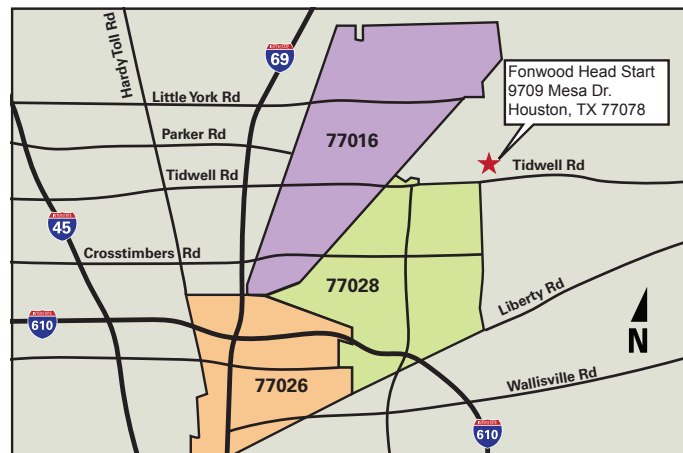 Hardy Toll Rd
69
Fonwood Head Start
9709 Mesa Dr.
Houston, TX 77078
Little York Rd
Parker Rd
77016
Tidwell Rd
Tidwell Rd
45
Crosstimbers Rd
77028
Liberty Rd
610
N
77026
Wallisville Rd
610